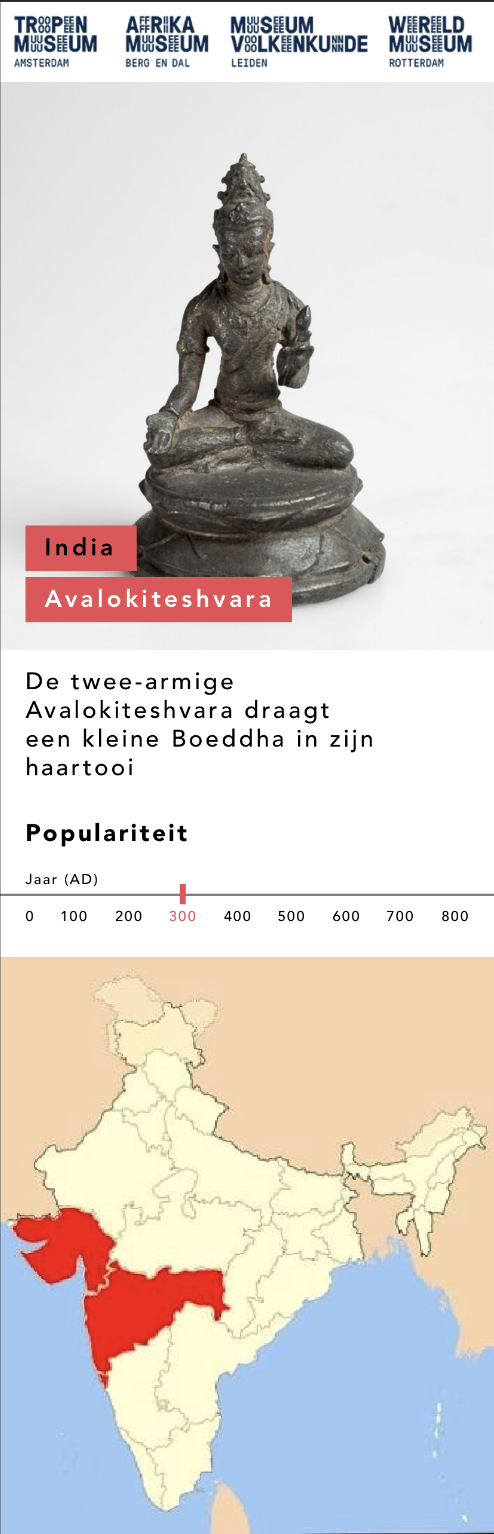 TROPEN MUSEUM
AMSTERDAM
AFRIKA MUSEUM
BERG EN DAL
MUSEUM VOLKENKUNDE
LEIDEN
WERELD MUSEUM
ROTTERDAM
India
Avalokiteshvara
De twee-armige
Avalokiteshvara draagt
een kleine Boeddha in zijn
haartooi
Populariteit
Jaar (AD)
0 100 200 300 400 500 600 700 800